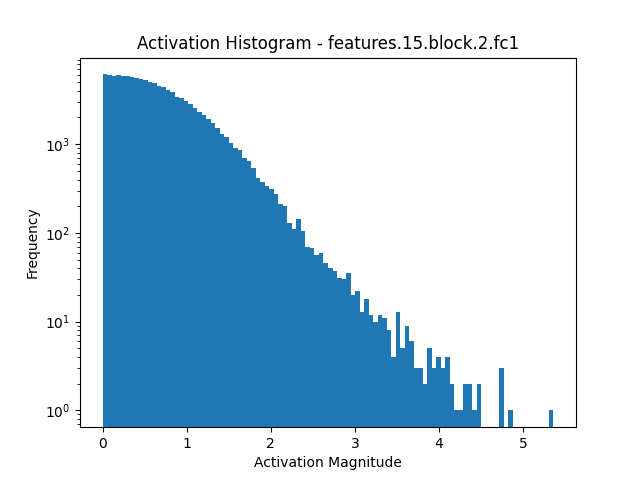 Activation Histogram - features.15.block.2.fc1
Frequency
10³
10²
10¹
10⁰
0 1 2 3 4 5
Activation Magnitude